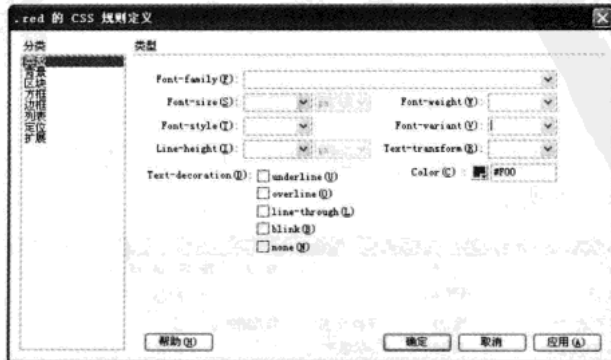 .red 的 CSS 规则定义
分类
类型
背景
区块
方框
边框
列表
定位
扩展
类型
Font-family(F):
Font-size(S): px
Font-weight(W):
Font-style(T):
Font-variant(V):
Line-height(I): px
Text-transform(R):
Text-decoration(D): underline(U)
Color(C) : #F00
overline(O)
line-through(L)
blink(B)
none(N)
帮助(H)
确定
取消
应用(A)